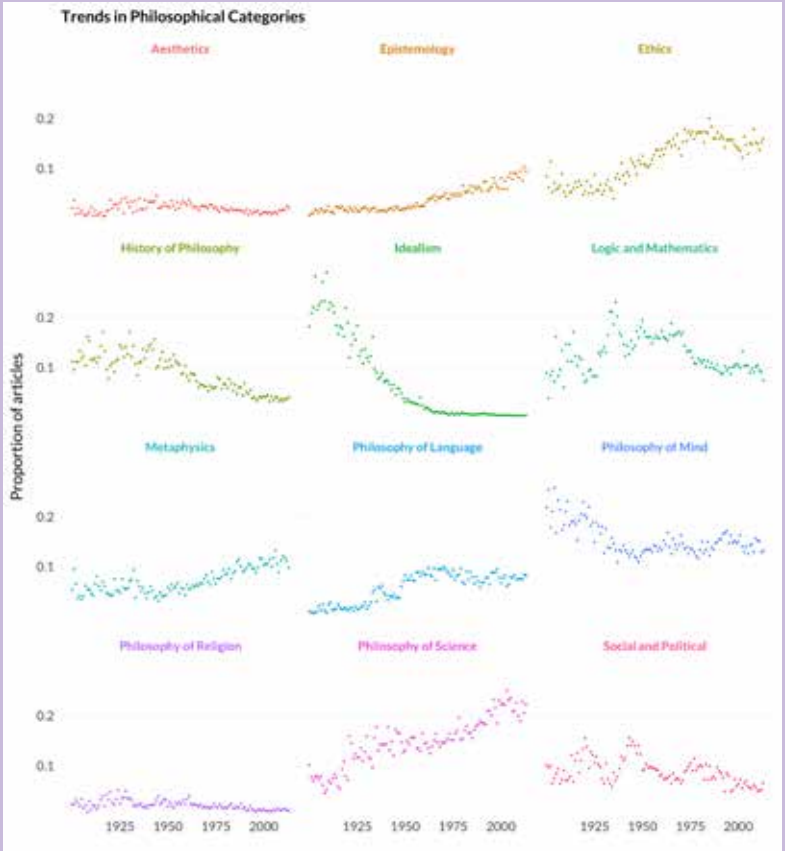 Trends in Philosophical Categories
Aesthetics Epistemology Ethics
0.2
0.1
History of Philosophy Idealism Logic and Mathematics
0.2
0.1
Proportion of articles
Metaphysics Philosophy of Language Philosophy of Mind
0.2
0.1
Philosophy of Religion Philosophy of Science Social and Political
0.2
0.1
1925 1950 1975 2000 1925 1950 1975 2000 1925 1950 1975 2000